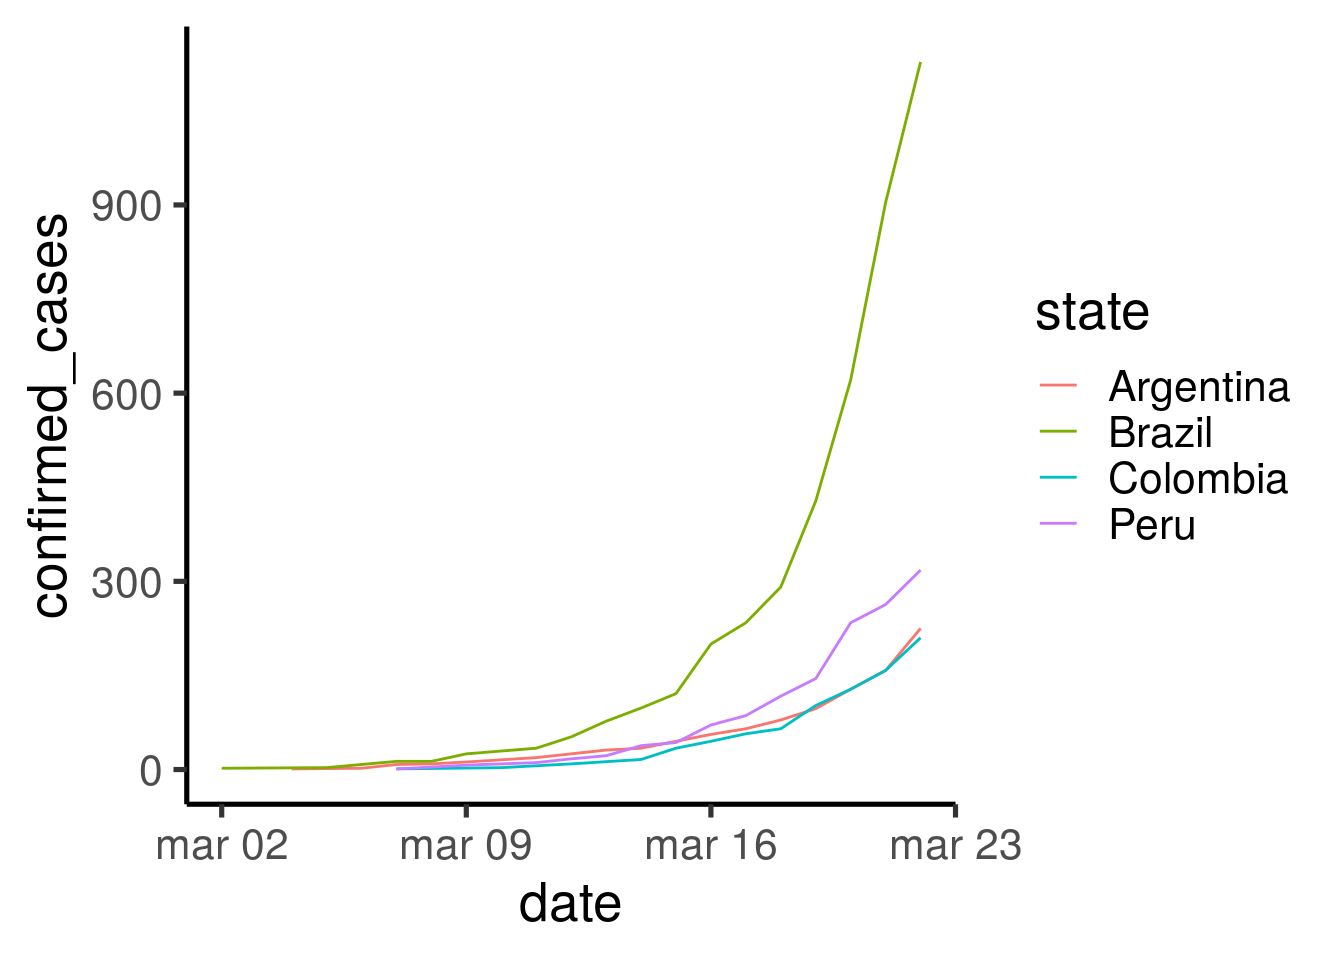 confirmed_cases
900
600
300
0
mar 02 mar 09 mar 16 mar 23
date
state
Argentina
Brazil
Colombia
Peru